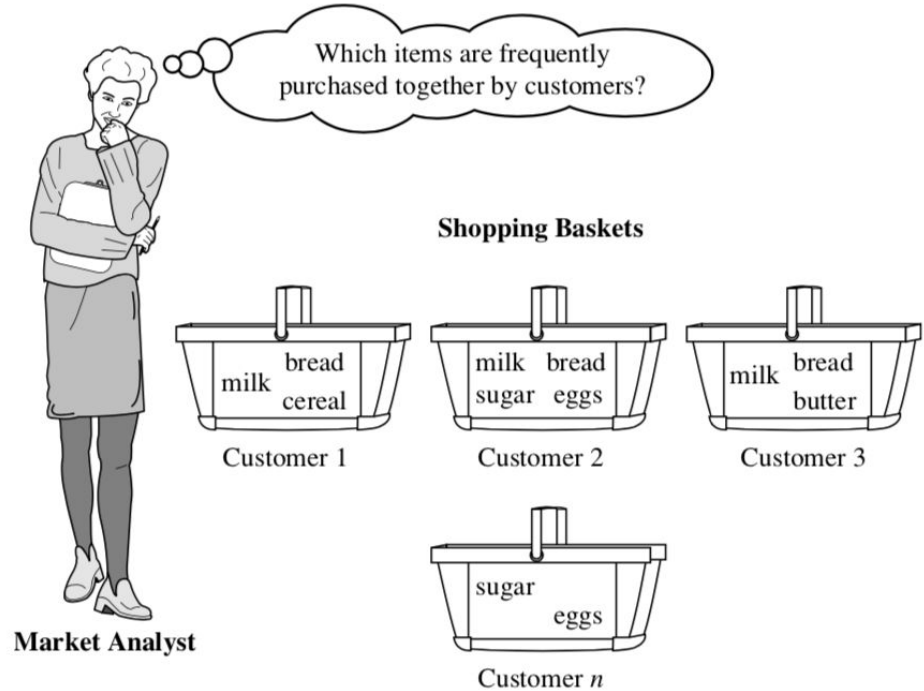 Which items are frequently
purchased together by customers?
Shopping Baskets
milk
bread
cereal
Customer 1
milk bread
sugar eggs
Customer 2
milk
bread
butter
Customer 3
sugar
eggs
Customer n
Market Analyst